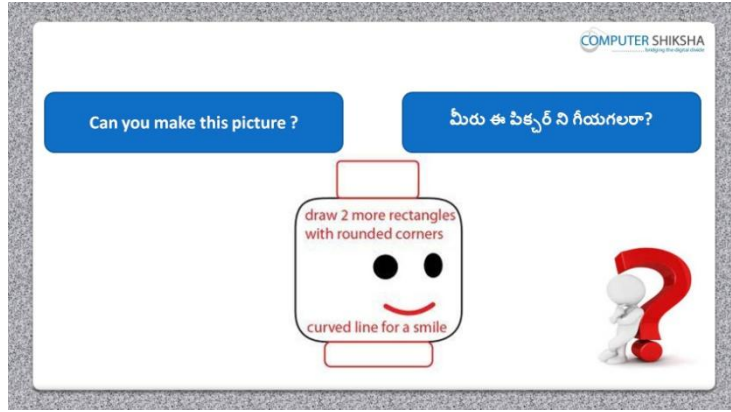 COMPUTER SHIKSHA
bridging the digital divide
Can you make this picture ?
మీరు ఈ పిక్చర్ ని గీయగలరా?
draw 2 more rectangles
with rounded corners
curved line for a smile